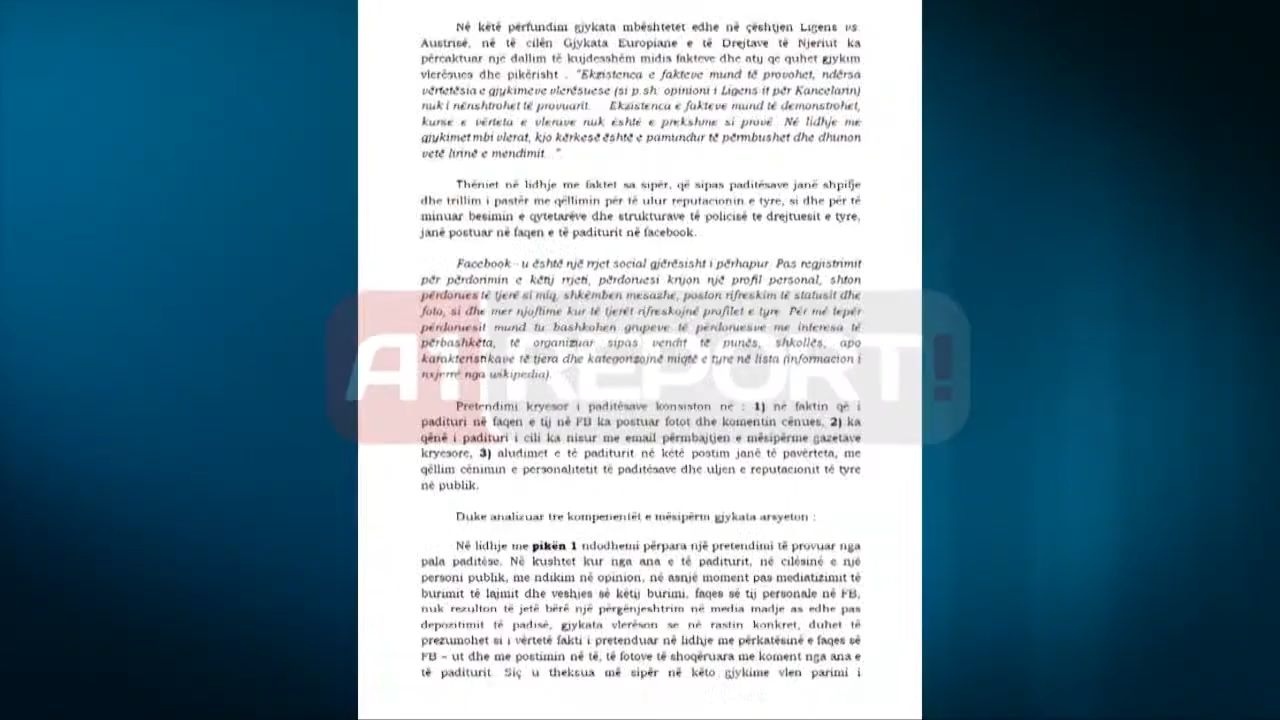 Në këtë përfundim gjykata mbështetet edhe në çështjen Ligens vs.
Austrisë, në të cilën Gjykata Europiane e të Drejtave të Njeriut ka
përcaktuar një dallim të kujdesshëm midis fakteve dhe atij që quhet gjykim
vlerësues dhe pikërisht . "Ekzistenca e fakteve mund të provohet, ndërsa
vërtetësia e gjykimeve vlerësuese (si p.sh. opinioni i Ligens it për Kancelarin)
nuk i nënshtrohet të provuarit. Ekzistenca e fakteve mund të demonstrohet,
kurse e vërteta e vlerave nuk është e prekshme si provë. Në lidhje me
gjykimet mbi vlerat, kjo kërkesë është e pamundur të përmbushet dhe dhunon
vetë lirinë e mendimit. ..".
Thëniet në lidhje me faktet sa sipër, që sipas paditësave janë shpifje
dhe trillim i pastër me qëllimin për të ulur reputacionin e tyre, si dhe për të
minuar besimin e qytetarëve dhe strukturave të policisë te drejtuesit e tyre,
janë postuar në faqen e të paditurit në facebook.
Facebook - u është një rrjet social gjërësisht i përhapur. Pas regjistrimit
për përdorimin e këtij rrjeti, përdoruesi krijon një profil personal, shton
përdorues të tjerë si miq, shkëmben mesazhe, poston rifreskim të statusit dhe
foto, si dhe merr njoftime kur të tjerët rifreskojnë profilet e tyre. Për më tepër
përdoruesit mund tu bashkohen grupeve të përdoruesve me interesa të
përbashkëta, të organizuar sipas vendit të punës, shkollës, apo
karakteristikave të tjera dhe kategorizojnë miqtë e tyre në lista (informacion i
nxjerrë nga wikipedia).
AT REPORT!
Pretendimi kryesor i paditësave konsiston në : 1) në faktin që i
padituri në faqen e tij në FB ka postuar fotot dhe komentin cënues, 2) ka
qënë i padituri i cili ka nisur me email përmbajtjen e mësipërme gazetave
kryesore, 3) aludimet e të paditurit në këtë postim janë të pavërteta, me
qëllim cënimin e personalitetit të paditësave dhe uljen e reputacionit të tyre
në publik.
Duke analizuar tre komponentët e mësipërm gjykata arsyeton :
Në lidhje me pikën 1 ndodhemi përpara një pretendimi të provuar nga
pala paditëse. Në kushtet kur nga ana e të paditurit, në cilësinë e një
personi publik, me ndikim në opinion, në asnjë moment pas mediatizimit të
burimit të lajmit dhe veshjes së këtij burimi, faqes së tij personale në FB,
nuk rezulton të jetë bërë një përgënjeshtrim në media madje as edhe pas
depozitimit të padisë, gjykata vlerëson se në rastin konkret, duhet të
prezumohet si i vërtetë fakti i pretenduar në lidhje me përkatësinë e faqes së
FB – ut dhe me postimin në të, të fotove të shoqëruara me koment nga ana e
të paditurit. Siç u theksua më sipër në këto gjykime vlen parimi i